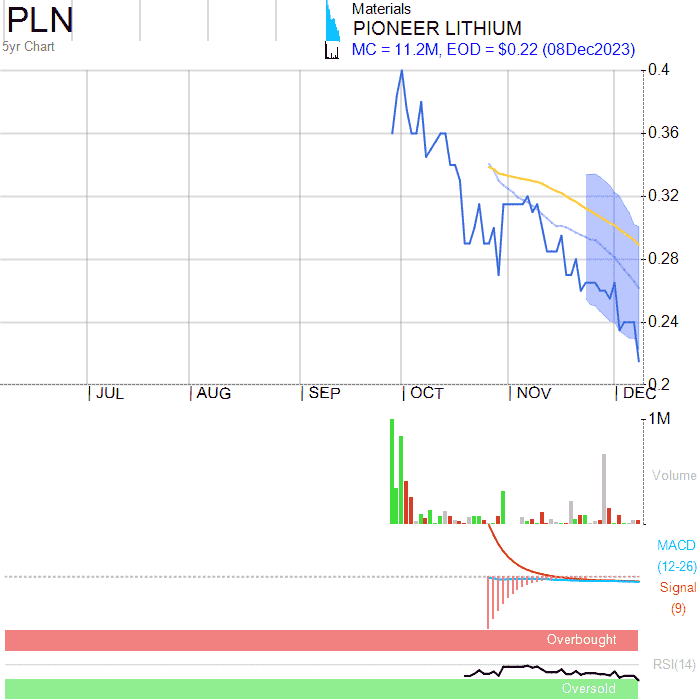 PLN
5yr Chart
Materials
PIONEER LITHIUM
MC = 11.2M, EOD = $0.22 (08Dec2023)
0.4
0.36
0.32
0.28
0.24
0.2
JUL AUG SEP OCT NOV DEC
1M
Volume
MACD
(12-26)
Signal
(9)
Overbought
RSI(14)
Oversold